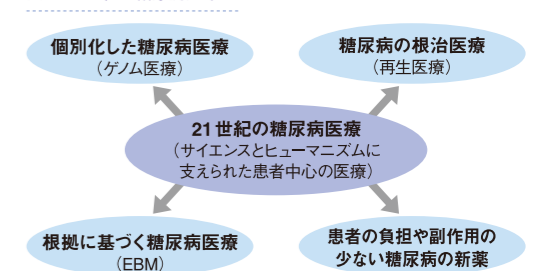 個別化した糖尿病医療
（ゲノム医療）
糖尿病の根治医療
（再生医療）
21世紀の糖尿病医療
（サイエンスとヒューマニズムに
支えられた患者中心の医療）
根拠に基づく糖尿病医療
（EBM）
患者の負担や副作用の
少ない糖尿病の新薬